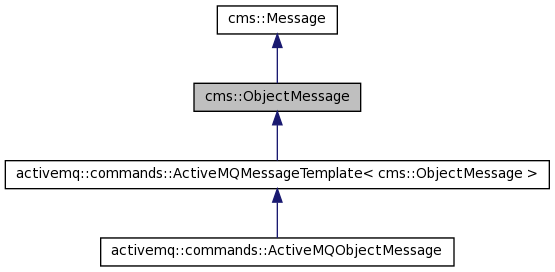 cms::Message
cms::ObjectMessage
activemq::commands::ActiveMQMessageTemplate< cms::ObjectMessage >
activemq::commands::ActiveMQObjectMessage